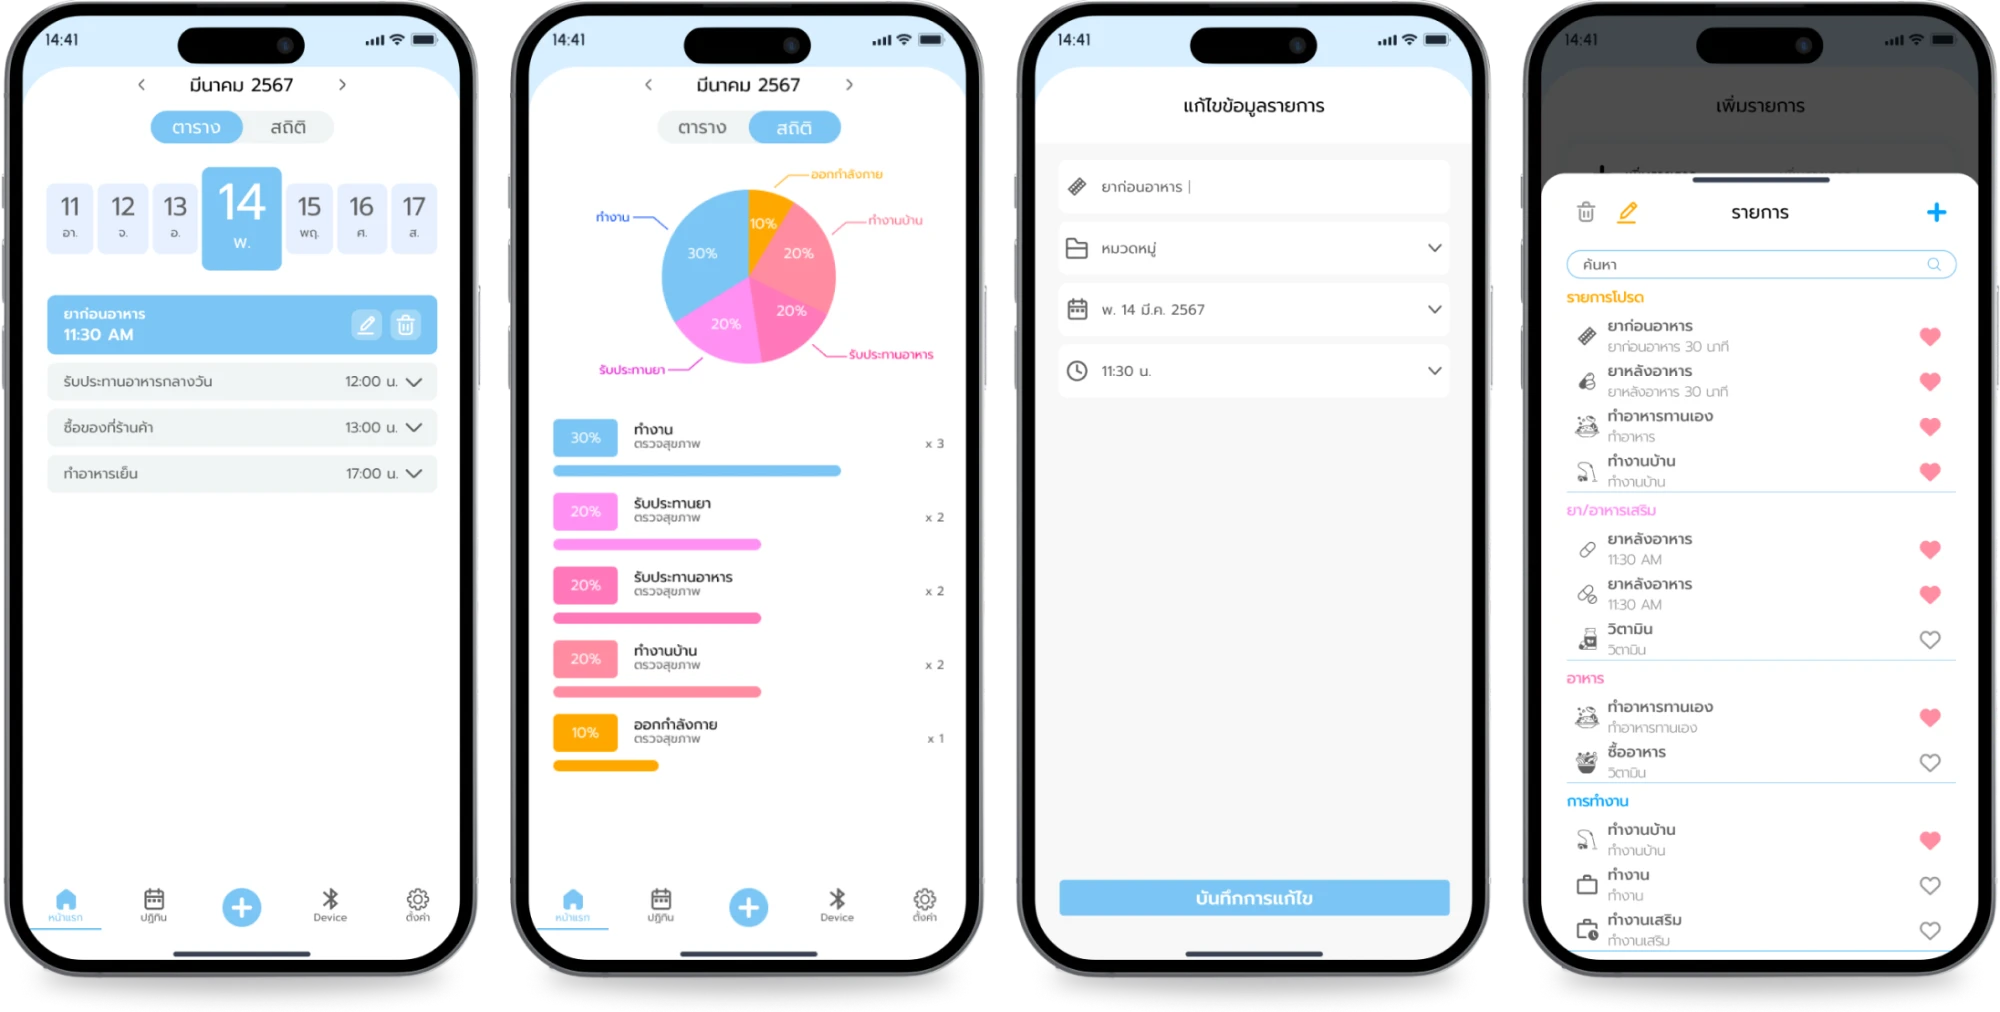 14:41
มีนาคม 2567
ตาราง
สถิติ
11
อา.
12
จ.
13
อ.
14
พ.
15
พฤ.
16
ศ.
17
ส.
ยาก่อนอาหาร
11:30 AM
รับประทานอาหารกลางวัน
12:00 น.
ซื้อของที่ร้านค้า
13:00 น.
ทำอาหารเย็น
17:00 น.
หน้าแรก
ปฏิทิน
Device
ตั้งค่า
14:41
มีนาคม 2567
ตาราง
สถิติ
ออกกำลังกาย
ทำงาน
ทำงานบ้าน
10%
30%
20%
20%
20%
รับประทานอาหาร
รับประทานยา
30%
ทำงาน
ตรวจสุขภาพ
x 3
20%
รับประทานยา
ตรวจสุขภาพ
x 2
20%
รับประทานอาหาร
ตรวจสุขภาพ
x 2
20%
ทำงานบ้าน
ตรวจสุขภาพ
x 2
10%
ออกกำลังกาย
ตรวจสุขภาพ
x 1
หน้าแรก
ปฏิทิน
Device
ตั้งค่า
14:41
แก้ไขข้อมูลรายการ
ยาก่อนอาหาร |
หมวดหมู่
พ. 14 มี.ค. 2567
11:30 น.
บันทึกการแก้ไข
14:41
เพิ่มรายการ
รายการ
ค้นหา
รายการโปรด
ยาก่อนอาหาร
ยาก่อนอาหาร 30 นาที
ยาหลังอาหาร
ยาหลังอาหาร 30 นาที
ทำอาหารทานเอง
ทำอาหาร
ทำงานบ้าน
ทำงานบ้าน
ยา/อาหารเสริม
ยาหลังอาหาร
11:30 AM
ยาหลังอาหาร
11:30 AM
วิตามิน
วิตามิน
อาหาร
ทำอาหารทานเอง
ทำอาหารทานเอง
ซื้ออาหาร
วิตามิน
การทำงาน
ทำงานบ้าน
ทำงานบ้าน
ทำงาน
ทำงาน
ทำงานเสริม
ทำงานเสริม